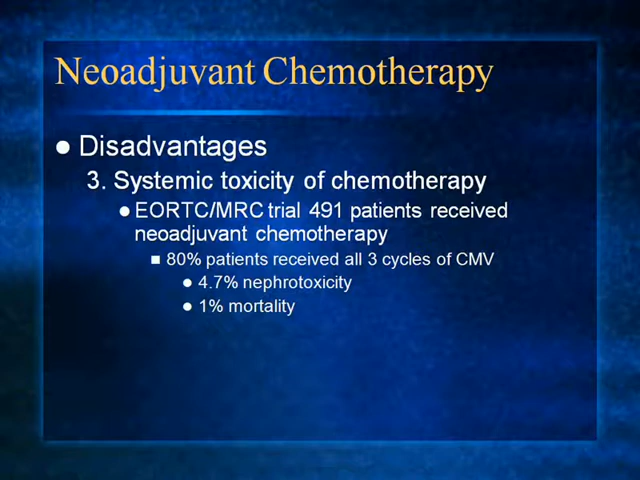 Neoadjuvant Chemotherapy
● Disadvantages
3. Systemic toxicity of chemotherapy
● EORTC/MRC trial 491 patients received
neoadjuvant chemotherapy
■ 80% patients received all 3 cycles of CMV
● 4.7% nephrotoxicity
● 1% mortality